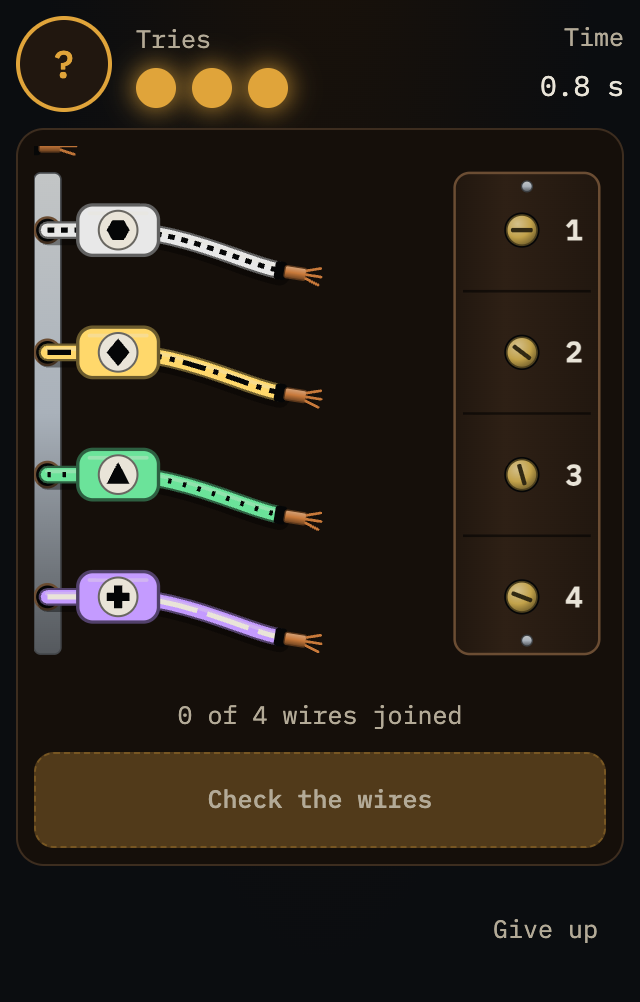 ?
Tries
Time
0.8 s
1
2
3
4
0 of 4 wires joined
Check the wires
Give up